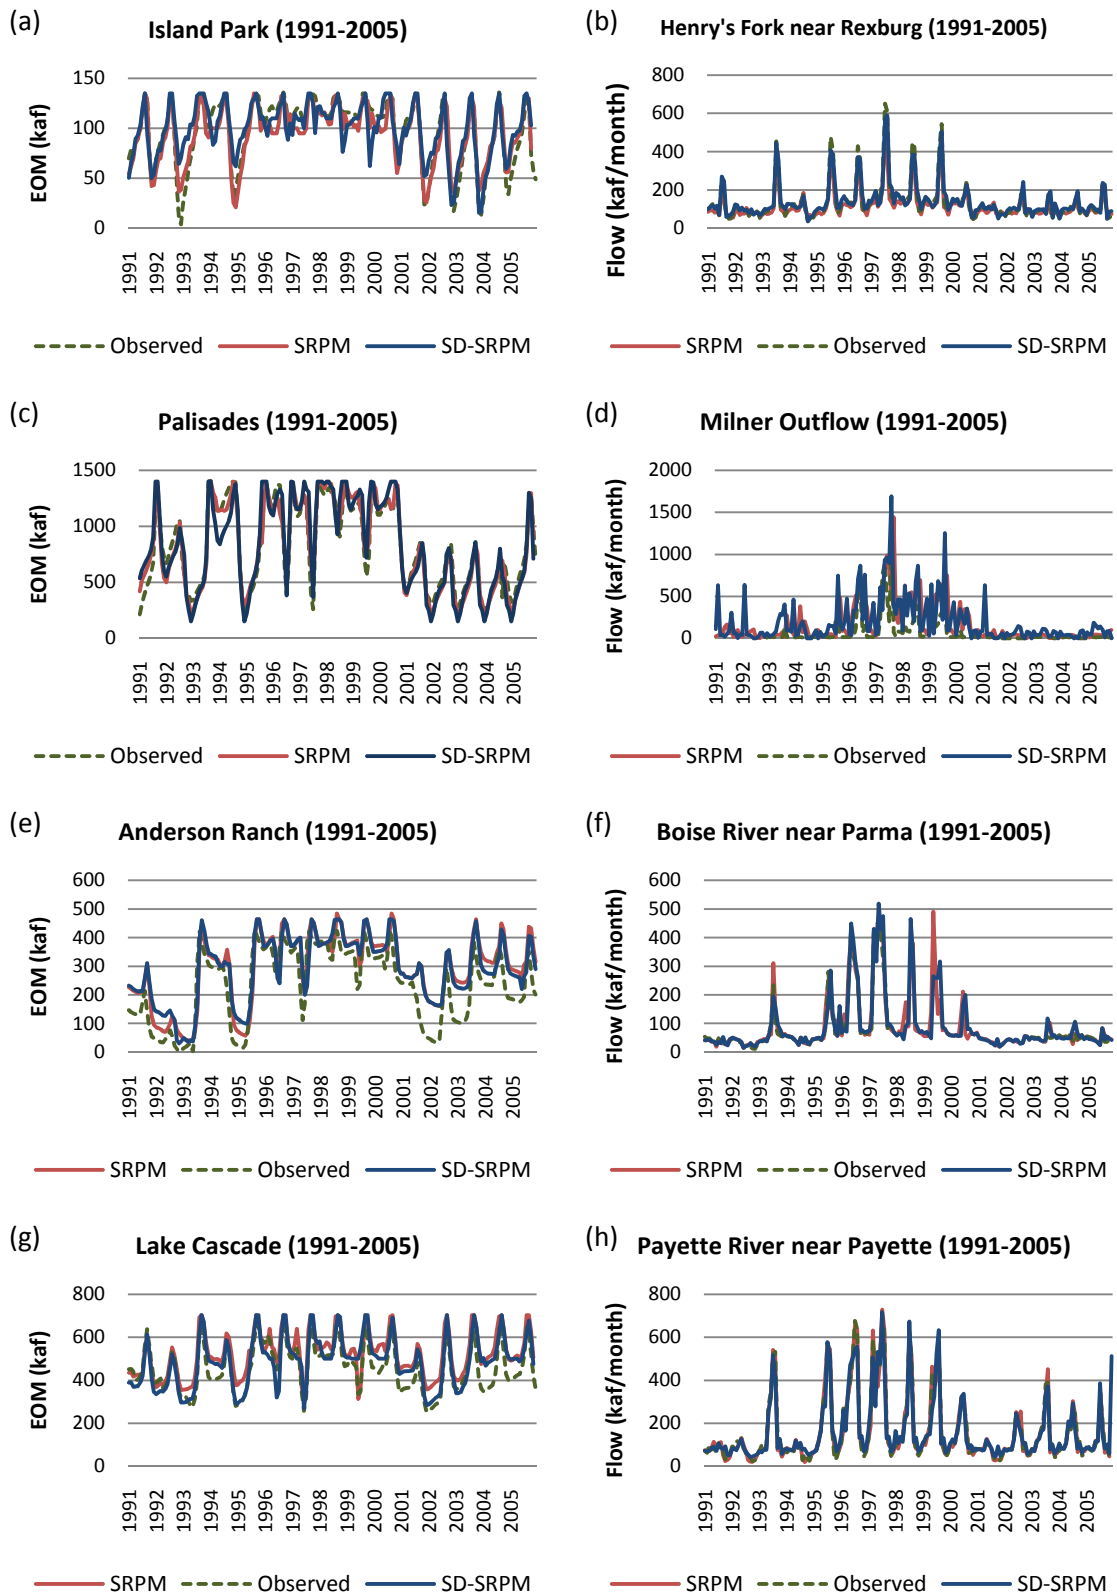 (a)
Island Park (1991-2005)
EOM (kaf)
150
100
50
0
1991 1992 1993 1994 1995 1996 1997 1998 1999 2000 2001 2002 2003 2004 2005
Observed SRPM SD-SRPM
(b)
Henry's Fork near Rexburg (1991-2005)
Flow (kaf/month)
800
600
400
200
0
1991 1992 1993 1994 1995 1996 1997 1998 1999 2000 2001 2002 2003 2004 2005
SRPM Observed SD-SRPM
(c)
Palisades (1991-2005)
EOM (kaf)
1500
1000
500
0
1991 1992 1993 1994 1995 1996 1997 1998 1999 2000 2001 2002 2003 2004 2005
Observed SRPM SD-SRPM
(d)
Milner Outflow (1991-2005)
Flow (kaf/month)
2000
1500
1000
500
0
1991 1992 1993 1994 1995 1996 1997 1998 1999 2000 2001 2002 2003 2004 2005
SRPM Observed SD-SRPM
(e)
Anderson Ranch (1991-2005)
EOM (kaf)
600
500
400
300
200
100
0
1991 1992 1993 1994 1995 1996 1997 1998 1999 2000 2001 2002 2003 2004 2005
SRPM Observed SD-SRPM
(f)
Boise River near Parma (1991-2005)
Flow (kaf/month)
600
500
400
300
200
100
0
1991 1992 1993 1994 1995 1996 1997 1998 1999 2000 2001 2002 2003 2004 2005
SRPM Observed SD-SRPM
(g)
Lake Cascade (1991-2005)
EOM (kaf)
800
600
400
200
0
1991 1992 1993 1994 1995 1996 1997 1998 1999 2000 2001 2002 2003 2004 2005
SRPM Observed SD-SRPM
(h)
Payette River near Payette (1991-2005)
Flow (kaf/month)
800
600
400
200
0
1991 1992 1993 1994 1995 1996 1997 1998 1999 2000 2001 2002 2003 2004 2005
SRPM Observed SD-SRPM